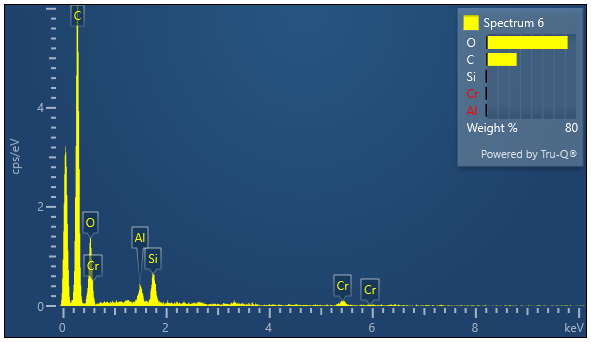 C
Spectrum 6
O
C
Si
Cr
Al
Weight % 80
Powered by Tru-Q®
4
cps/eV
2
O
Al
Cr
Si
Cr
Cr
0
0 2 4 6 8 keV